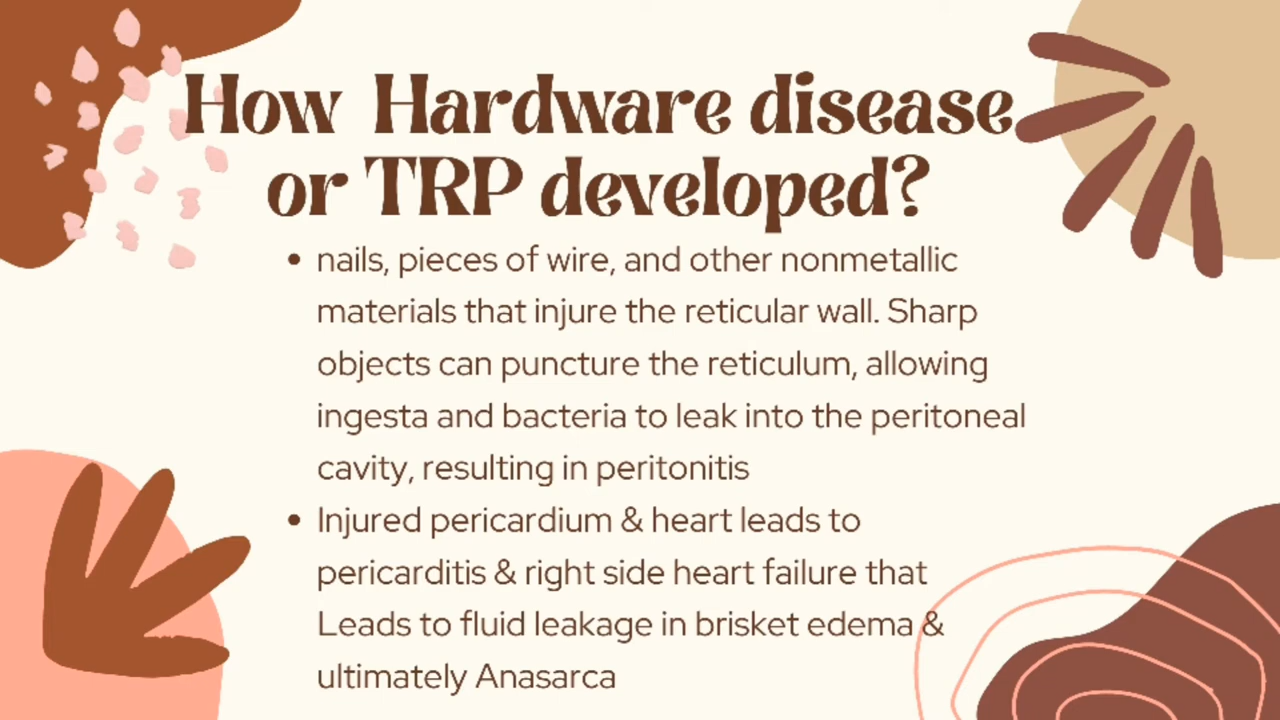 How Hardware disease
or TRP developed?
• nails, pieces of wire, and other nonmetallic
materials that injure the reticular wall. Sharp
objects can puncture the reticulum, allowing
ingesta and bacteria to leak into the peritoneal
cavity, resulting in peritonitis
• Injured pericardium & heart leads to
pericarditis & right side heart failure that
Leads to fluid leakage in brisket edema &
ultimately Anasarca